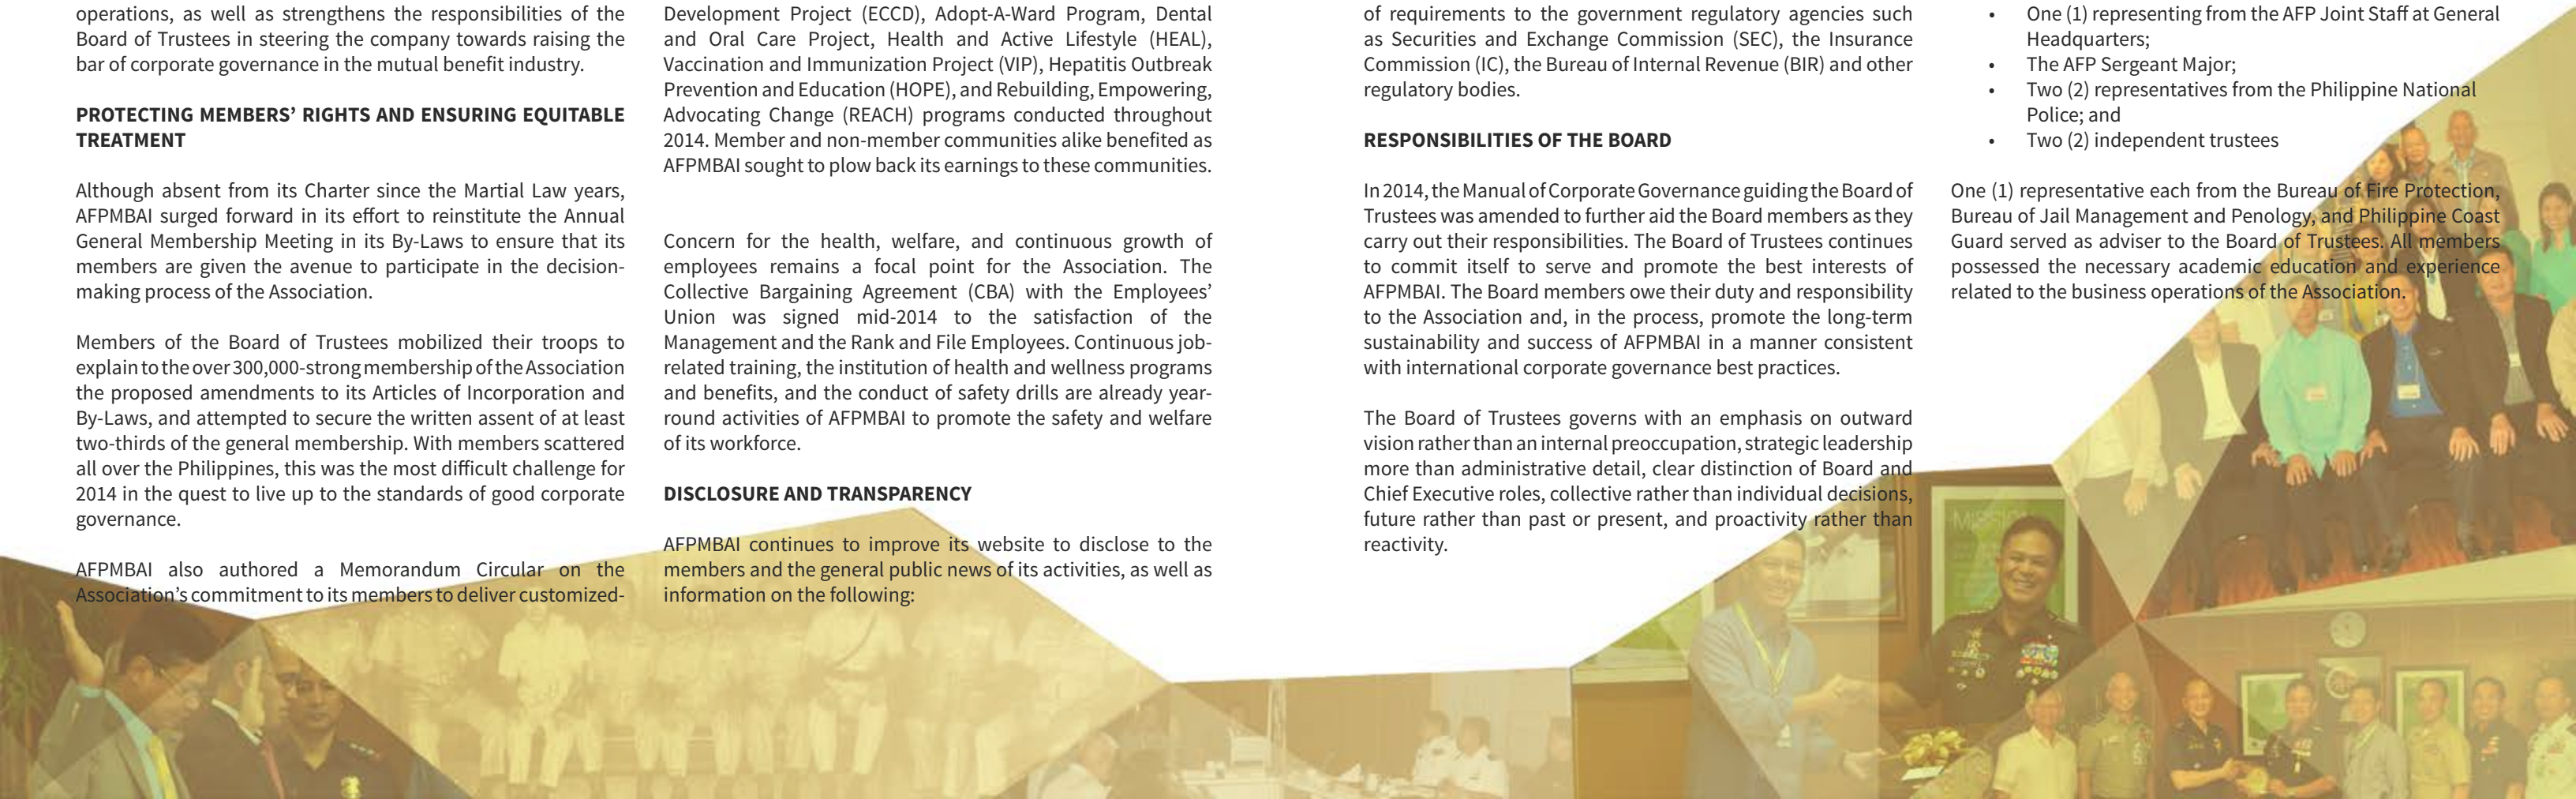 operations, as well as strengthens the responsibilities of the
Board of Trustees in steering the company towards raising the
bar of corporate governance in the mutual benefit industry.
PROTECTING MEMBERS’ RIGHTS AND ENSURING EQUITABLE
TREATMENT
Although absent from its Charter since the Martial Law years,
AFPMBAI surged forward in its effort to reinstitute the Annual
General Membership Meeting in its By-Laws to ensure that its
members are given the avenue to participate in the decision-
making process of the Association.
Members of the Board of Trustees mobilized their troops to
explain to the over 300,000-strong membership of the Association
the proposed amendments to its Articles of Incorporation and
By-Laws, and attempted to secure the written assent of at least
two-thirds of the general membership. With members scattered
all over the Philippines, this was the most difficult challenge for
2014 in the quest to live up to the standards of good corporate
governance.
AFPMBAI also authored a Memorandum Circular on the
Association’s commitment to its members to deliver customized-
Development Project (ECCD), Adopt-A-Ward Program, Dental
and Oral Care Project, Health and Active Lifestyle (HEAL),
Vaccination and Immunization Project (VIP), Hepatitis Outbreak
Prevention and Education (HOPE), and Rebuilding, Empowering,
Advocating Change (REACH) programs conducted throughout
2014. Member and non-member communities alike benefited as
AFPMBAI sought to plow back its earnings to these communities.
Concern for the health, welfare, and continuous growth of
employees remains a focal point for the Association. The
Collective Bargaining Agreement (CBA) with the Employees’
Union was signed mid-2014 to the satisfaction of the
Management and the Rank and File Employees. Continuous job-
related training, the institution of health and wellness programs
and benefits, and the conduct of safety drills are already year-
round activities of AFPMBAI to promote the safety and welfare
of its workforce.
DISCLOSURE AND TRANSPARENCY
AFPMBAI continues to improve its website to disclose to the
members and the general public news of its activities, as well as
information on the following:
of requirements to the government regulatory agencies such
as Securities and Exchange Commission (SEC), the Insurance
Commission (IC), the Bureau of Internal Revenue (BIR) and other
regulatory bodies.
RESPONSIBILITIES OF THE BOARD
In 2014, the Manual of Corporate Governance guiding the Board of
Trustees was amended to further aid the Board members as they
carry out their responsibilities. The Board of Trustees continues
to commit itself to serve and promote the best interests of
AFPMBAI. The Board members owe their duty and responsibility
to the Association and, in the process, promote the long-term
sustainability and success of AFPMBAI in a manner consistent
with international corporate governance best practices.
The Board of Trustees governs with an emphasis on outward
vision rather than an internal preoccupation, strategic leadership
more than administrative detail, clear distinction of Board and
Chief Executive roles, collective rather than individual decisions,
future rather than past or present, and proactivity rather than
reactivity.
• One (1) representing from the AFP Joint Staff at General
Headquarters;
• The AFP Sergeant Major;
• Two (2) representatives from the Philippine National
Police; and
• Two (2) independent trustees
One (1) representative each from the Bureau of Fire Protection,
Bureau of Jail Management and Penology, and Philippine Coast
Guard served as adviser to the Board of Trustees. All members
possessed the necessary academic education and experience
related to the business operations of the Association.